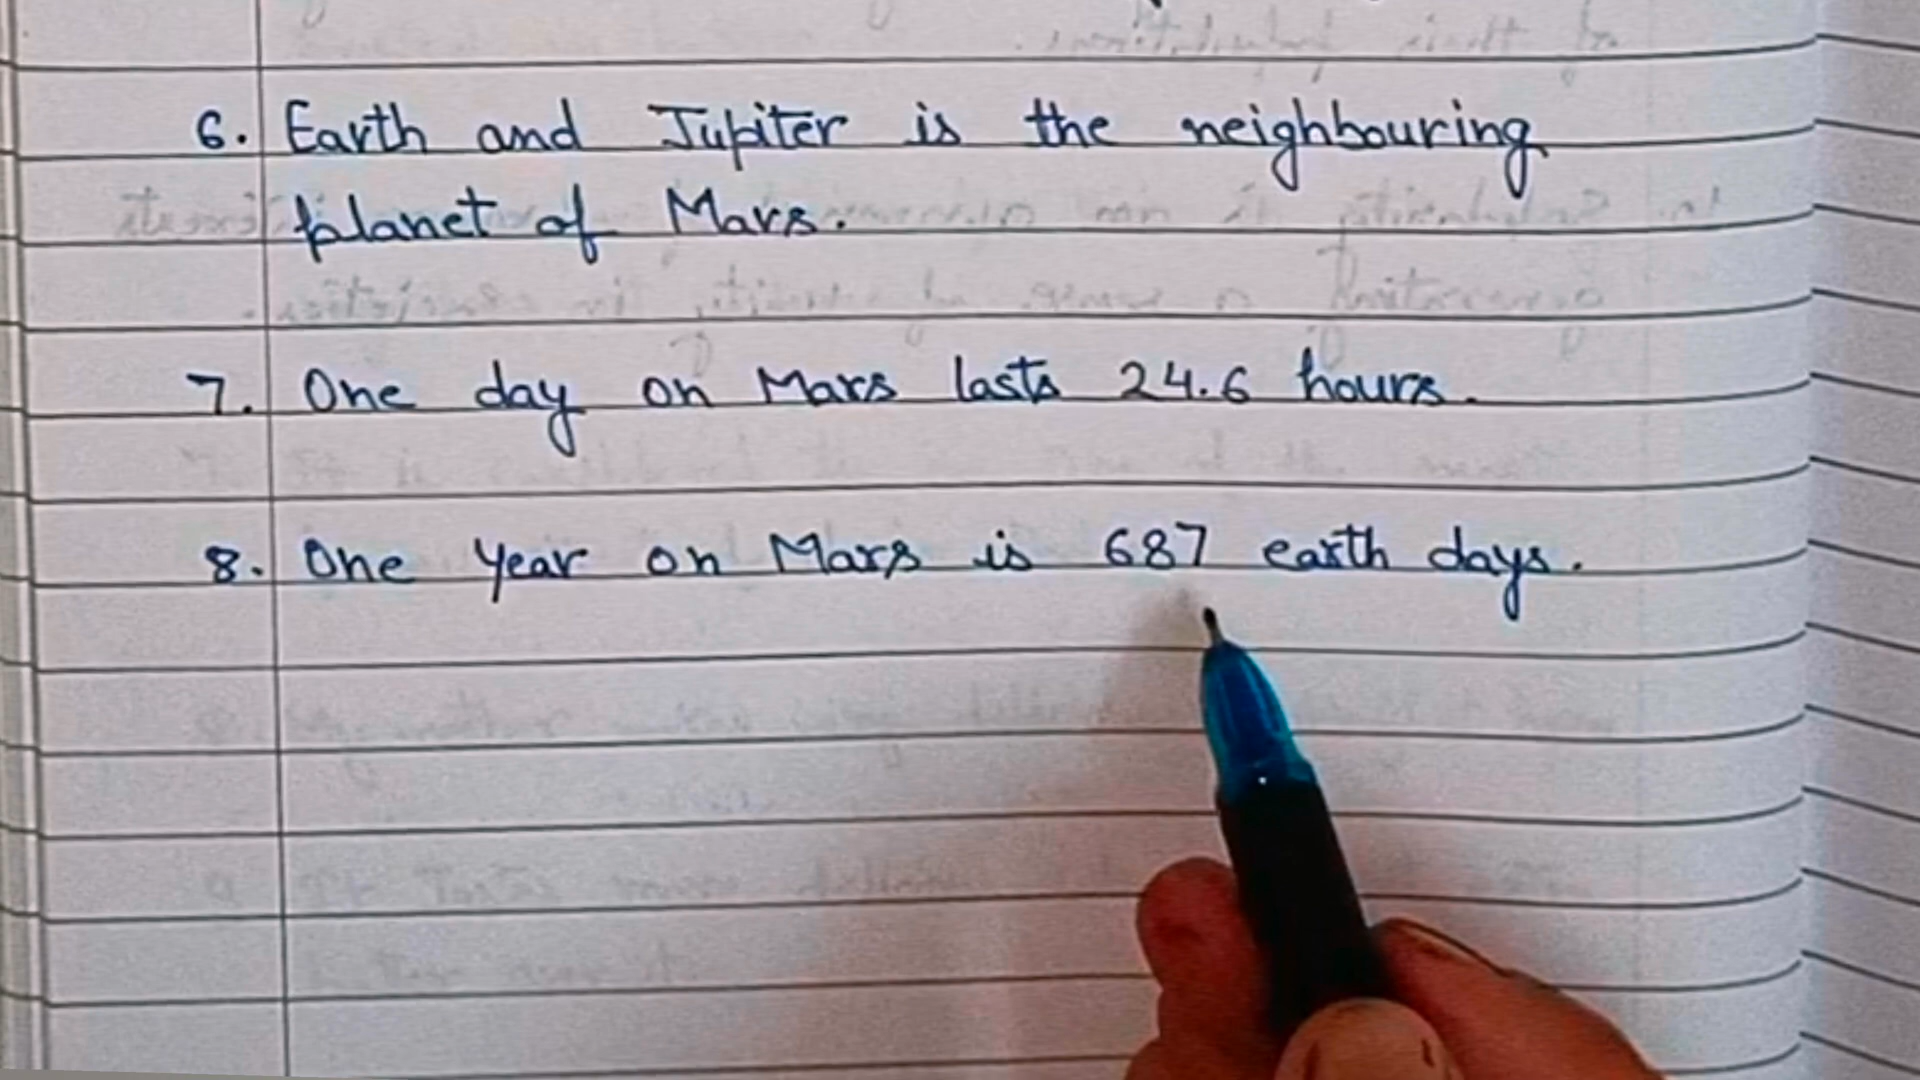 6. Earth and Jupiter is the neighbouring
planet of Mars.
7. One day on Mars lasts 24.6 hours.
8. One year on Mars is 687 earth days.